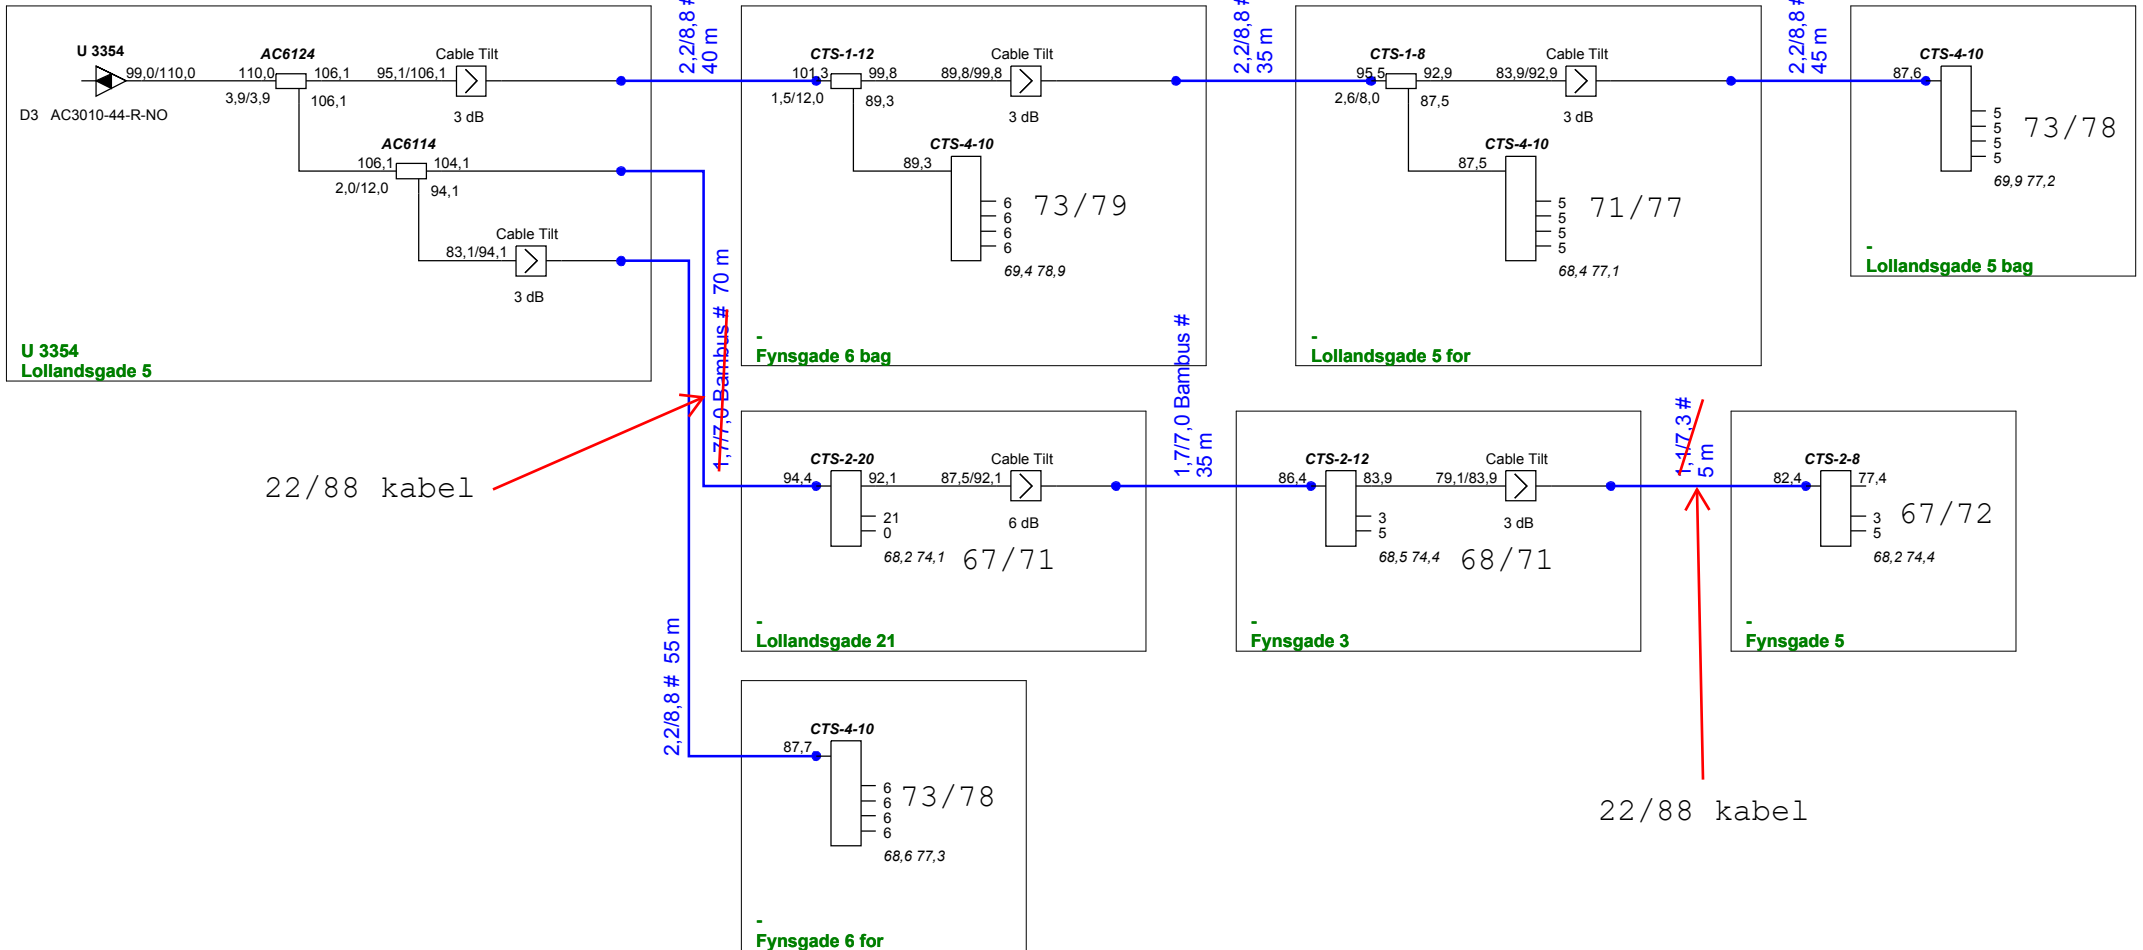 U 3354
99,0/110,0
D3 AC3010-44-R-NO
AC6124
110,0
106,1
3,9/3,9
106,1
Cable Tilt
95,1/106,1
3 dB
AC6114
106,1
104,1
2,0/12,0
94,1
Cable Tilt
83,1/94,1
3 dB
U 3354
Lollandsgade 5
2,2/8,8 #
40 m
CTS-1-12
101,3
99,8
1,5/12,0
89,3
Cable Tilt
89,8/99,8
3 dB
CTS-4-10
89,3
6
6
6
6
73/79
69,4 78,9
-
Fynsgade 6 bag
2,2/8,8 #
35 m
CTS-1-8
95,5
92,9
2,6/8,0
87,5
Cable Tilt
83,9/92,9
3 dB
CTS-4-10
87,5
5
5
5
5
71/77
68,4 77,1
-
Lollandsgade 5 for
2,2/8,8 #
45 m
CTS-4-10
87,6
5
5
5
5
73/78
69,9 77,2
-
Lollandsgade 5 bag
1,7/7,0 Bambus # 70 m
22/88 kabel
CTS-2-20
94,4
92,1
21
0
68,2 74,1
67/71
Cable Tilt
87,5/92,1
6 dB
-
Lollandsgade 21
1,7/7,0 Bambus #
35 m
CTS-2-12
86,4
83,9
3
5
68,5 74,4
68/71
Cable Tilt
79,1/83,9
3 dB
-
Fynsgade 3
1,1/7,3 #
5 m
22/88 kabel
CTS-2-8
82,4
77,4
3
5
67/72
68,2 74,4
-
Fynsgade 5
2,2/8,8 # 55 m
CTS-4-10
87,7
6
6
6
6
73/78
68,6 77,3
-
Fynsgade 6 for